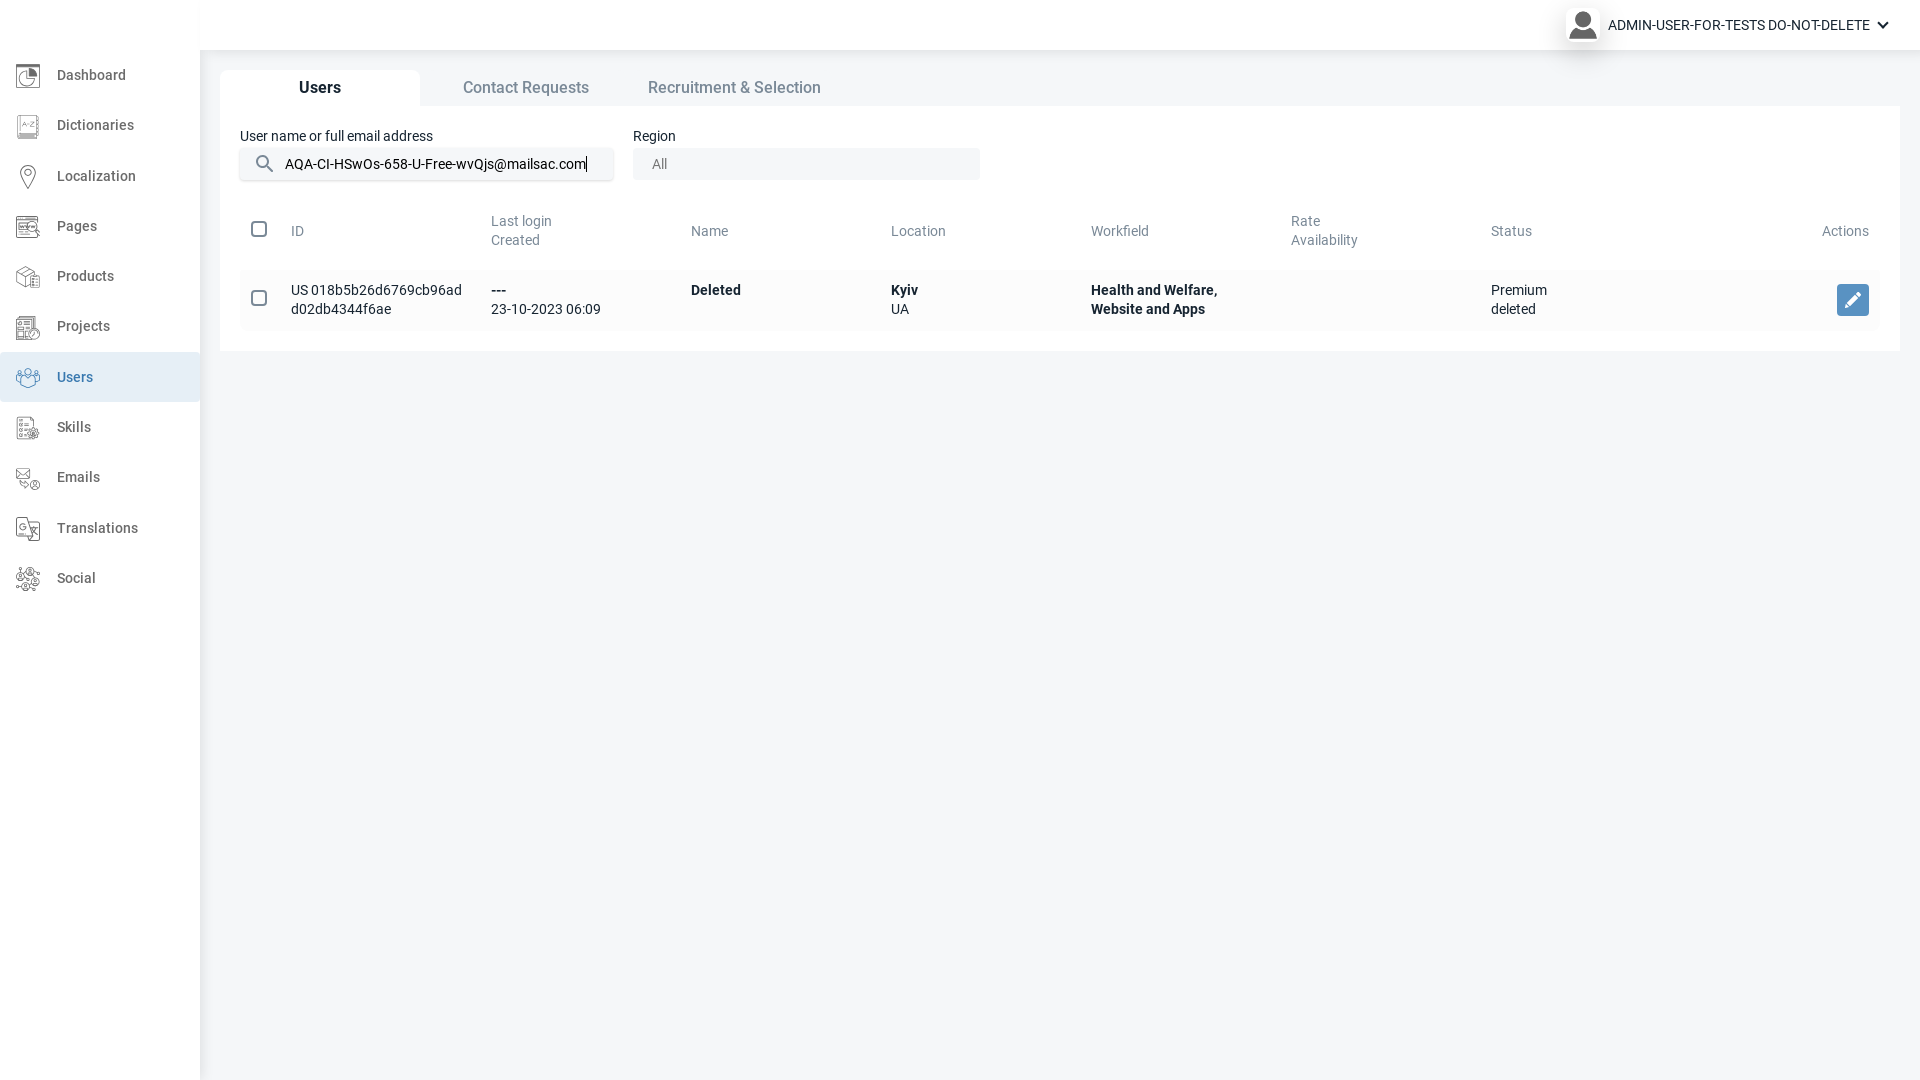 ADMIN-USER-FOR-TESTS DO-NOT-DELETE
Dashboard
Dictionaries
Localization
Pages
Products
Projects
Users
Skills
Emails
Translations
Social
Users
Contact Requests
Recruitment & Selection
User name or full email address
AQA-CI-HSwOs-658-U-Free-wvQjs@mailsac.com
Region
All
ID
Last login
Created
Name
Location
Workfield
Rate
Availability
Status
Actions
US 018b5b26d6769cb96ad
d02db4344f6ae
---
23-10-2023 06:09
Deleted
Kyiv
UA
Health and Welfare,
Website and Apps
Premium
deleted